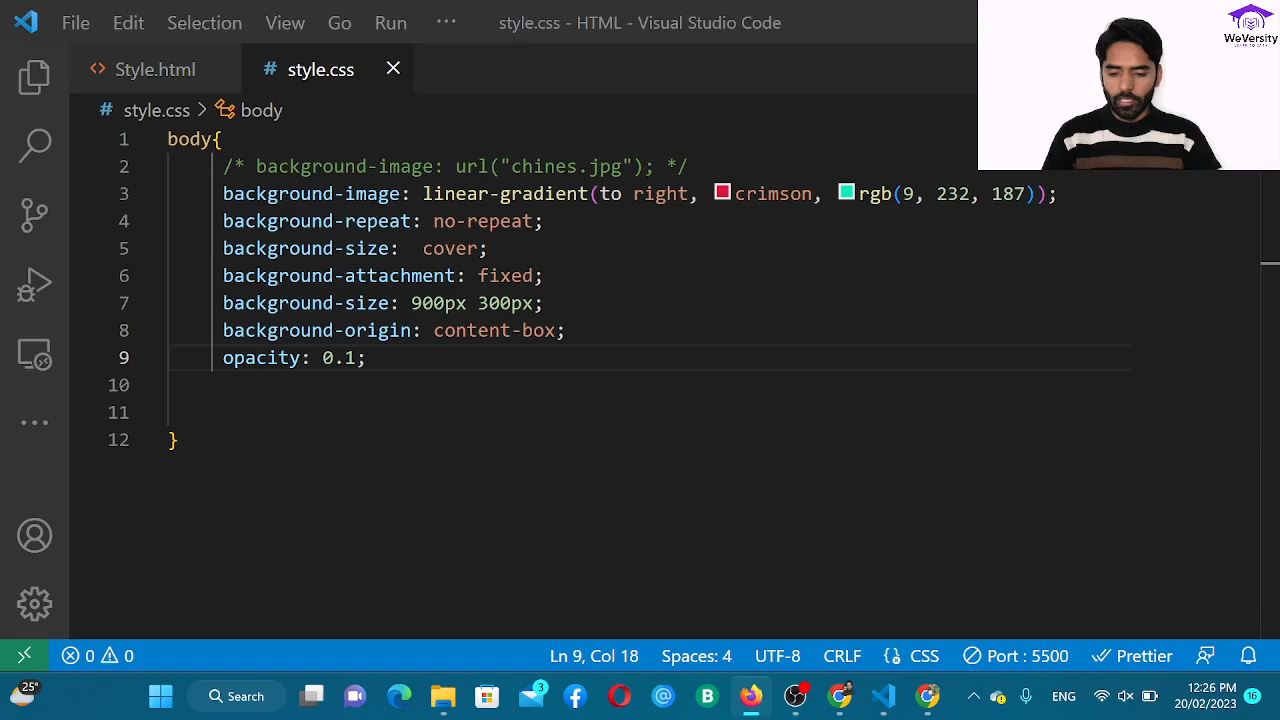 File Edit Selection View Go Run ··· style.css - HTML - Visual Studio Code
WeVersity
Style.html # style.css
# style.css > body
1 body{
2 /* background-image: url("chines.jpg"); */
3 background-image: linear-gradient(to right, crimson, rgb(9, 232, 187));
4 background-repeat: no-repeat;
5 background-size:  cover;
6 background-attachment: fixed;
7 background-size: 900px 300px;
8 background-origin: content-box;
9 opacity: 0.1;
10
11
12 }
0 0 Ln 9, Col 18 Spaces: 4 UTF-8 CRLF {} CSS Port : 5500 Prettier
25° Search 3 B ENG 12:26 PM 16
20/02/2023